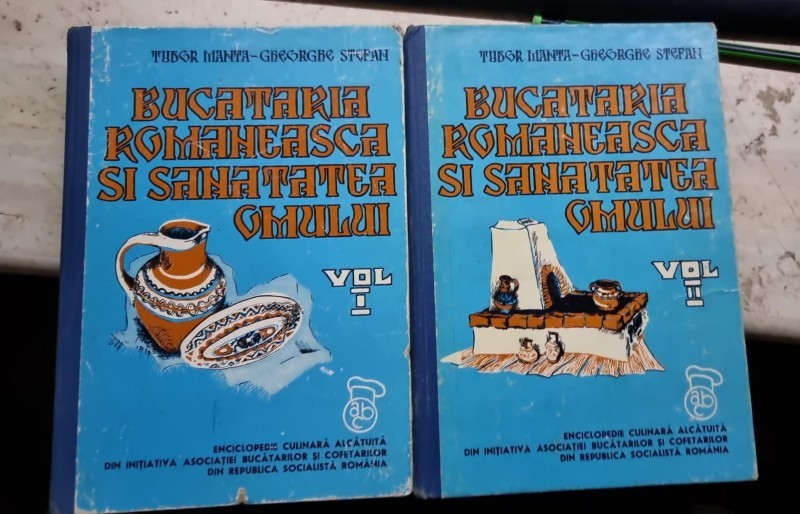 TUDOR MANTA-GHEORGHE STEFAN
BUCATARIA
ROMANEASCA
SI SANATATEA
OMULUI
VOL
I
abc
ENCICLOPEDIE CULINARĂ ALCĂTUITĂ
DIN INIȚIATIVA ASOCIAȚIEI BUCĂTARILOR ȘI COFETARILOR
DIN REPUBLICA SOCIALISTĂ ROMÂNIA
TUDOR MANTA-GHEORGHE STEFAN
BUCATARIA
ROMANEASCA
SI SANATATEA
OMULUI
VOL
II
abc
ENCICLOPEDIE CULINARĂ ALCĂTUITĂ
DIN INIȚIATIVA ASOCIAȚIEI BUCĂTARILOR ȘI COFETARILOR
DIN REPUBLICA SOCIALISTĂ ROMÂNIA